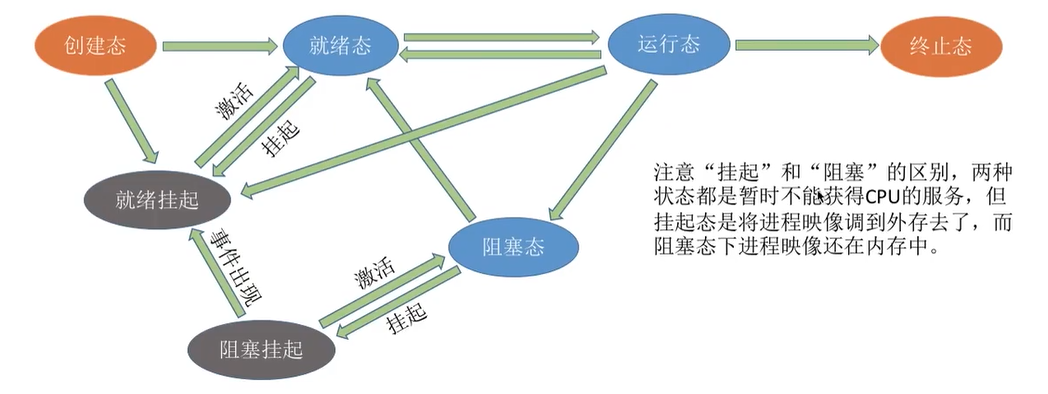 创建态
就绪态
运行态
终止态
激活
挂起
就绪挂起
注意“挂起”和“阻塞”的区别，两种
状态都是暂时不能获得CPU的服务，但
挂起态是将进程映像调到外存去了，而
阻塞态下进程映像还在内存中。
阻塞态
事件出现
激活
挂起
阻塞挂起